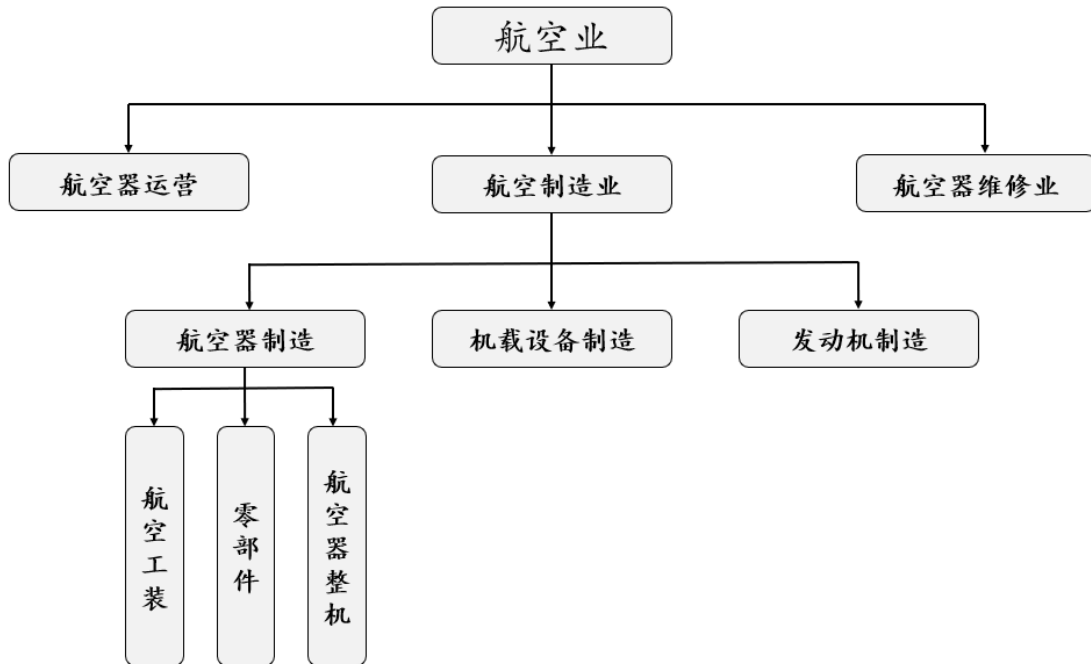 航空业
航空器运营
航空制造业
航空器维修业
航空器制造
机载设备制造
发动机制造
航空工装
零部件
航空器整机